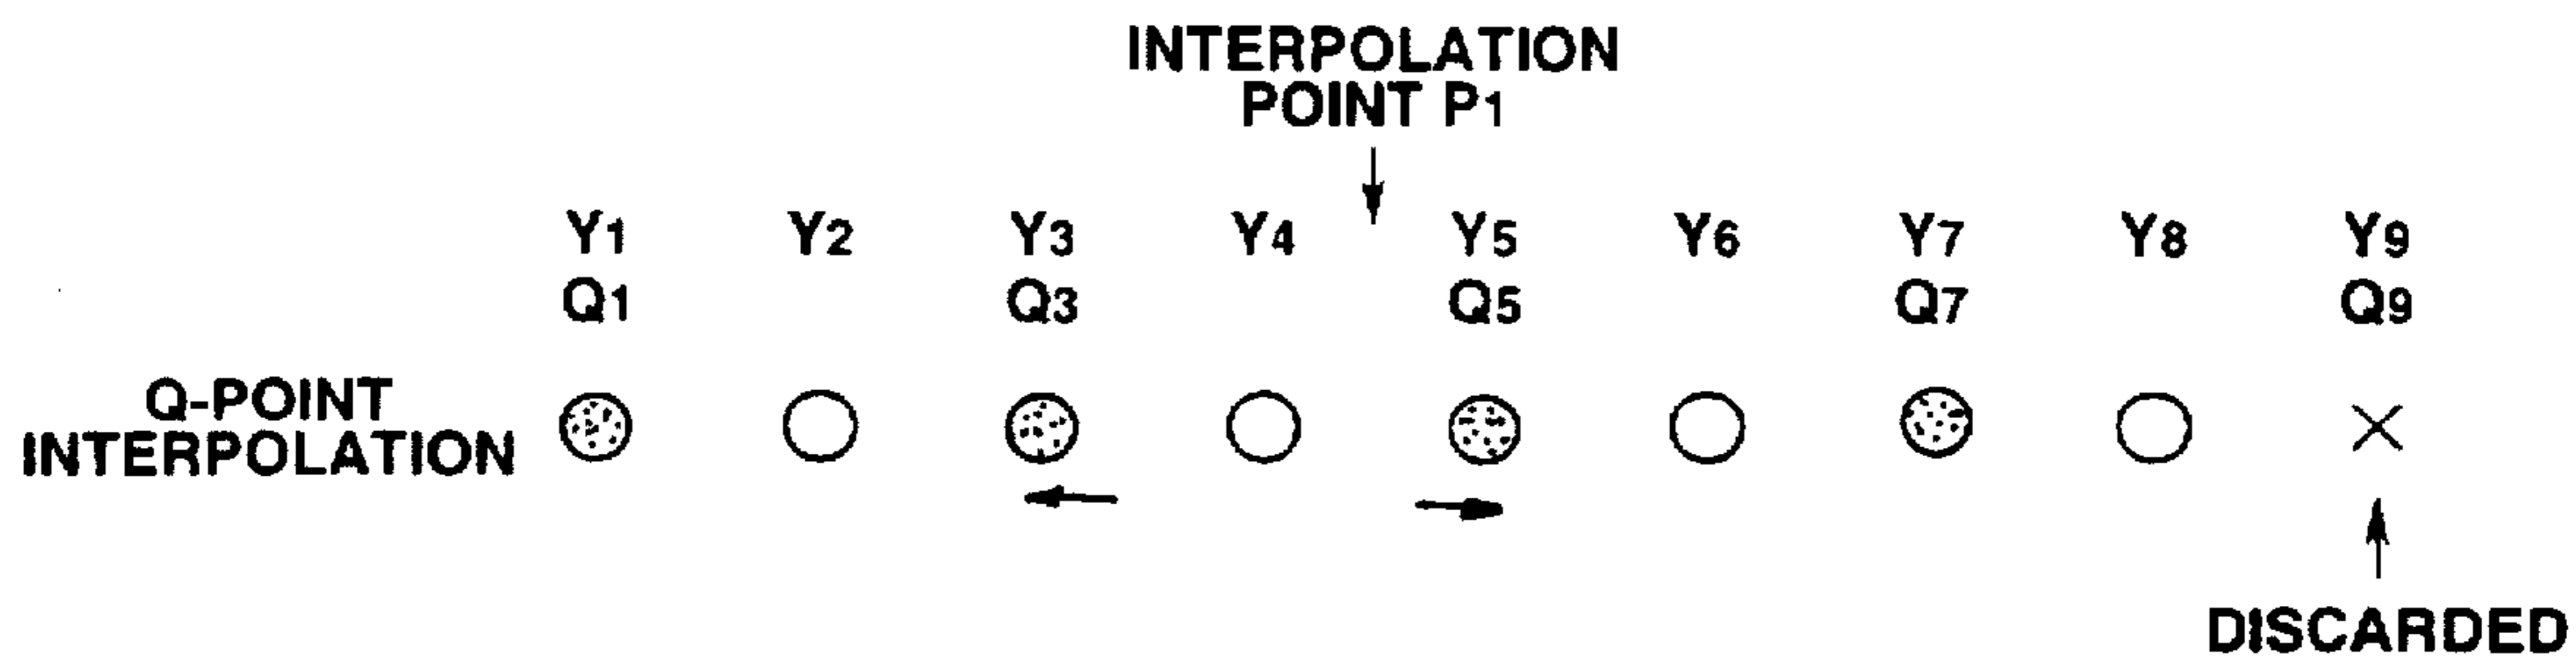 INTERPOLATION
POINT P1
Y1 Y2 Y3 Y4 Y5 Y6 Y7 Y8 Y9
Q1 Q3 Q5 Q7 Q9
Q-POINT
INTERPOLATION
DISCARDED